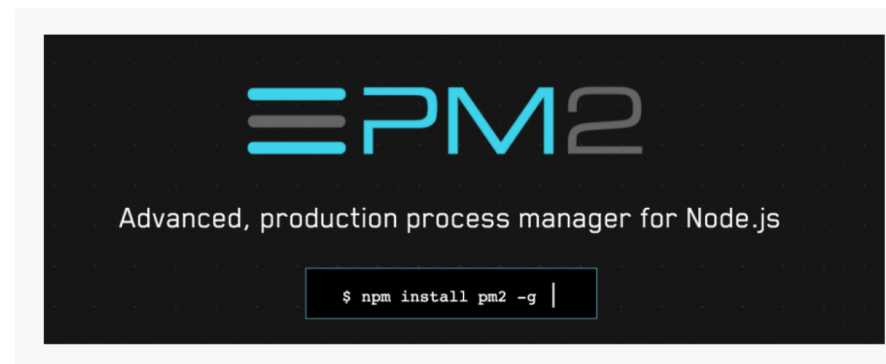 PM2
Advanced, production process manager for Node.js
$ npm install pm2 -g